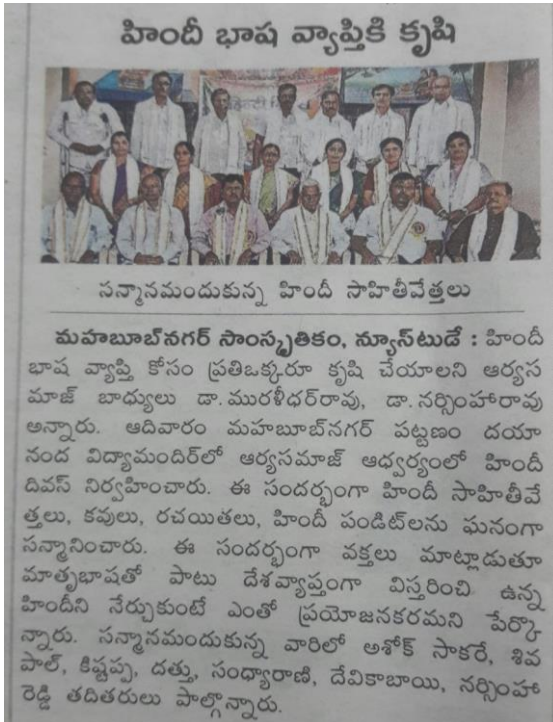 హిందీ భాష వ్యాప్తికి కృషి
సన్మానమందుకున్న హిందీ సాహితీవేత్తలు
మహబూబ్‌నగర్ సాంస్కృతికం, న్యూస్‌టుడే : హిందీ
భాష వ్యాప్తి కోసం ప్రతిఒక్కరూ కృషి చేయాలని ఆర్యస
మాజ్ బాధ్యులు డా.మురళీధర్‌రావు, డా.నర్సింహారావు
అన్నారు. ఆదివారం మహబూబ్‌నగర్ పట్టణం దయా
నంద విద్యామందిర్‌లో ఆర్యసమాజ్ ఆధ్వర్యంలో హిందీ
దివస్ నిర్వహించారు. ఈ సందర్భంగా హిందీ సాహితీవే
త్తలు, కవులు, రచయితలు, హిందీ పండిట్‌లను ఘనంగా
సన్మానించారు. ఈ సందర్భంగా వక్తలు మాట్లాడుతూ
మాతృభాషతో పాటు దేశవ్యాప్తంగా విస్తరించి ఉన్న
హిందీని నేర్చుకుంటే ఎంతో ప్రయోజనకరమని పేర్కొ
న్నారు. సన్మానమందుకున్న వారిలో అశోక్ సాకరే, శివ
పాల్, కిష్టప్ప, దత్తు, సంధ్యారాణి, దేవికాబాయి, నర్సింహా
రెడ్డి తదితరులు పాల్గొన్నారు.